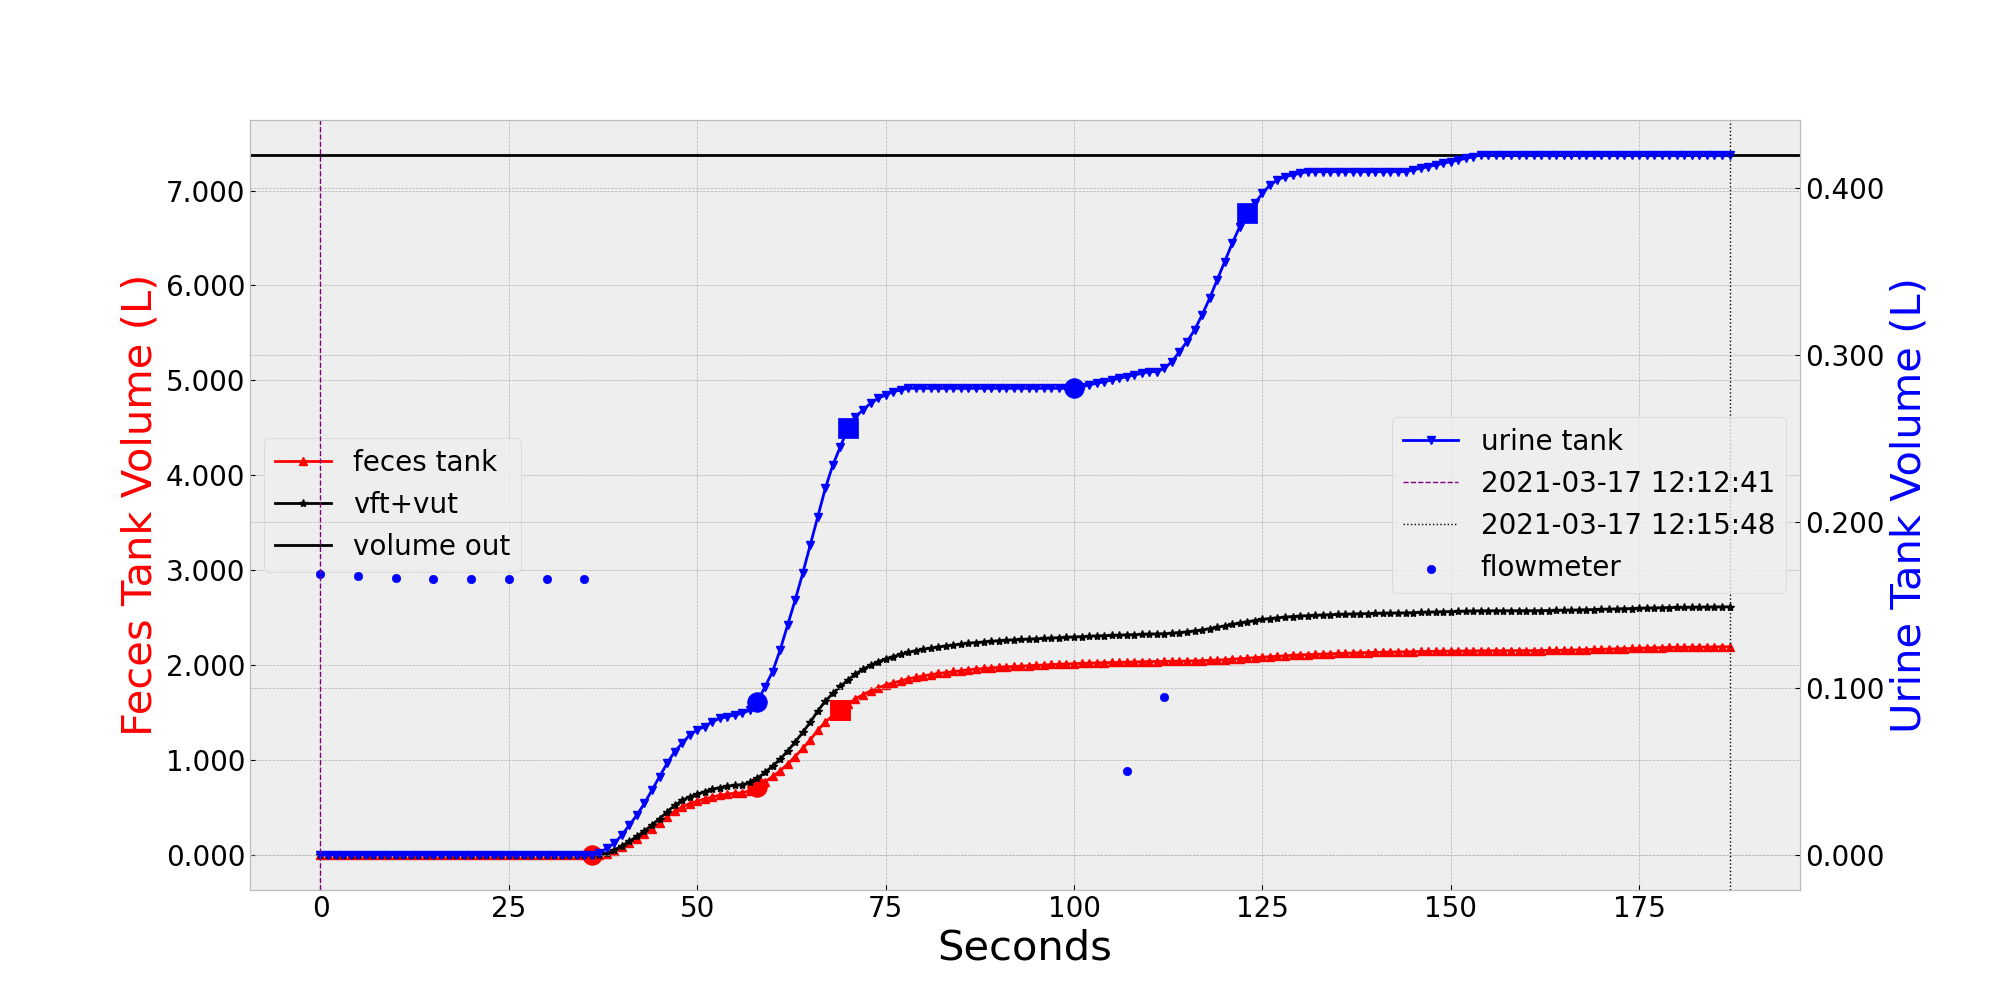 Feces Tank Volume (L)
7.000
6.000
5.000
4.000
3.000
2.000
1.000
0.000
feces tank
vft+vut
volume out
urine tank
2021-03-17 12:12:41
2021-03-17 12:15:48
flowmeter
0.400
0.300
0.200
0.100
0.000
Urine Tank Volume (L)
0 25 50 75 100 125 150 175
Seconds